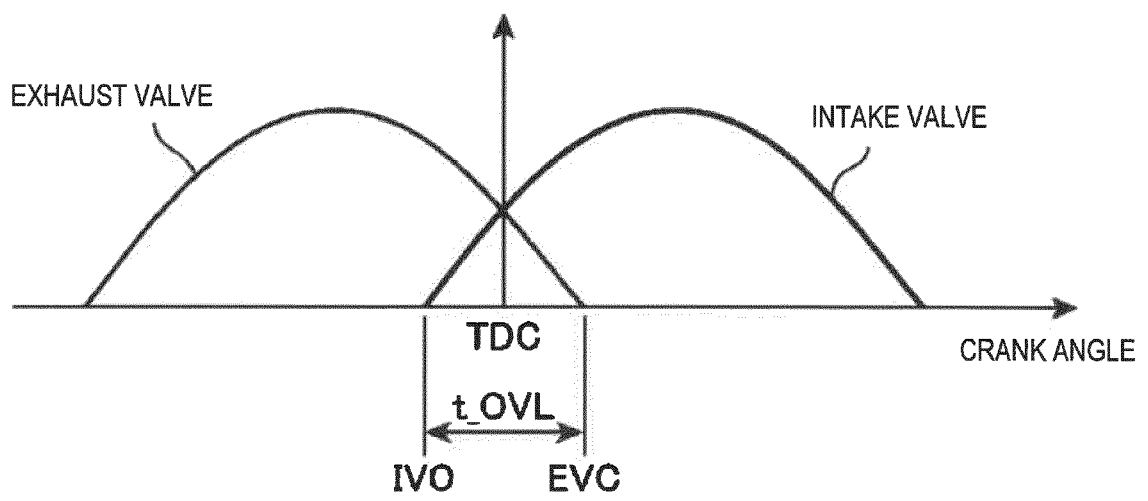 EXHAUST VALVE
INTAKE VALVE
TDC
CRANK ANGLE
t_OVL
IVO
EVC